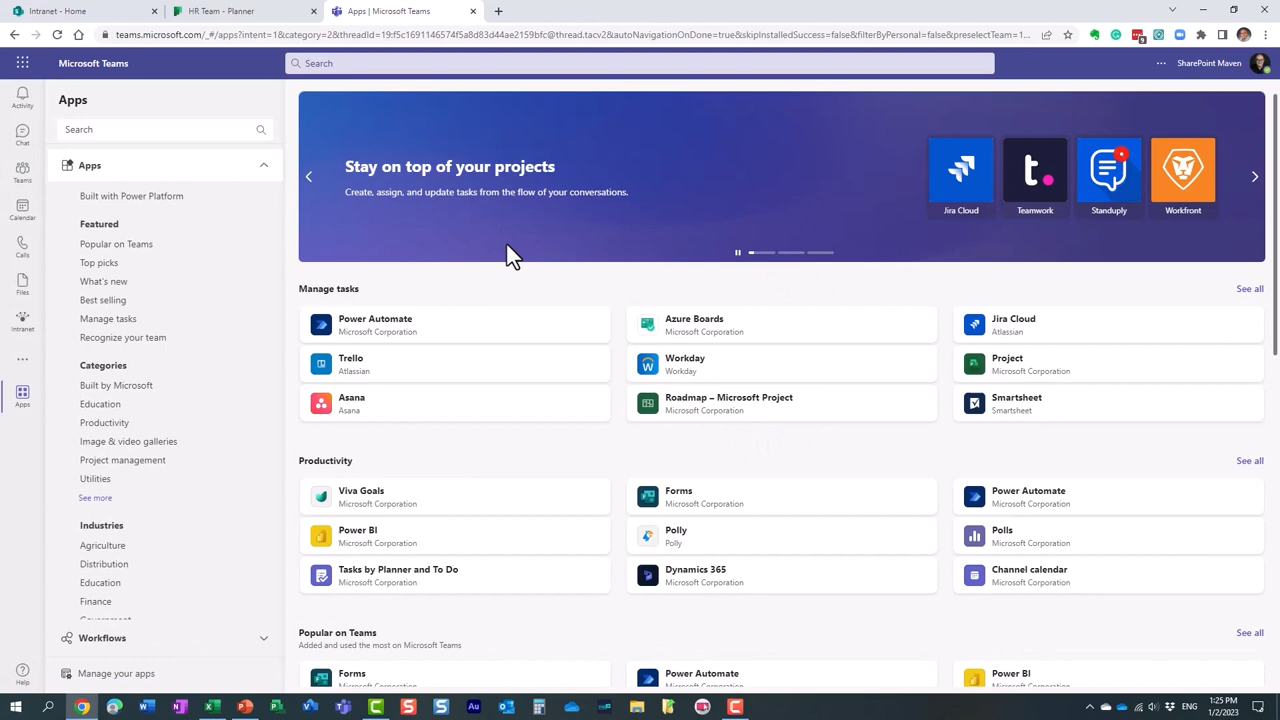 Intranet - Home
HR Team - Planner
Apps | Microsoft Teams
teams.microsoft.com/_#/apps?intent=1&category=2&threadId=19:f5c1691146574f5a8d83d44ae2159bfc@thread.tacv2&autoNavigationOnDone=true&skipInstalledSuccess=false&filterByPersonal=false&preselectTeam=1...
9
Microsoft Teams
Search
SharePoint Maven
Activity
Chat
Teams
Calendar
Calls
Files
Intranet
Apps
Help
Apps
Search
Apps
Built with Power Platform
Featured
Popular on Teams
Top picks
What's new
Best selling
Manage tasks
Recognize your team
Categories
Built by Microsoft
Education
Productivity
Image & video galleries
Project management
Utilities
See more
Industries
Agriculture
Distribution
Education
Finance
Government
Workflows
Manage your apps
Stay on top of your projects
Create, assign, and update tasks from the flow of your conversations.
Jira Cloud
Teamwork
Standuply
Workfront
Manage tasks
See all
Power Automate
Microsoft Corporation
Azure Boards
Microsoft Corporation
Jira Cloud
Atlassian
Trello
Atlassian
Workday
Workday
Project
Microsoft Corporation
Asana
Asana
Roadmap – Microsoft Project
Microsoft Corporation
Smartsheet
Smartsheet
Productivity
See all
Viva Goals
Microsoft Corporation
Forms
Microsoft Corporation
Power Automate
Microsoft Corporation
Power BI
Microsoft Corporation
Polly
Polly
Polls
Microsoft Corporation
Tasks by Planner and To Do
Microsoft Corporation
Dynamics 365
Microsoft Corporation
Channel calendar
Microsoft Corporation
Popular on Teams
Added and used the most on Microsoft Teams
See all
Forms
Microsoft Corporation
Power Automate
Microsoft Corporation
Power BI
Microsoft Corporation
ENG
1:25 PM
1/2/2023